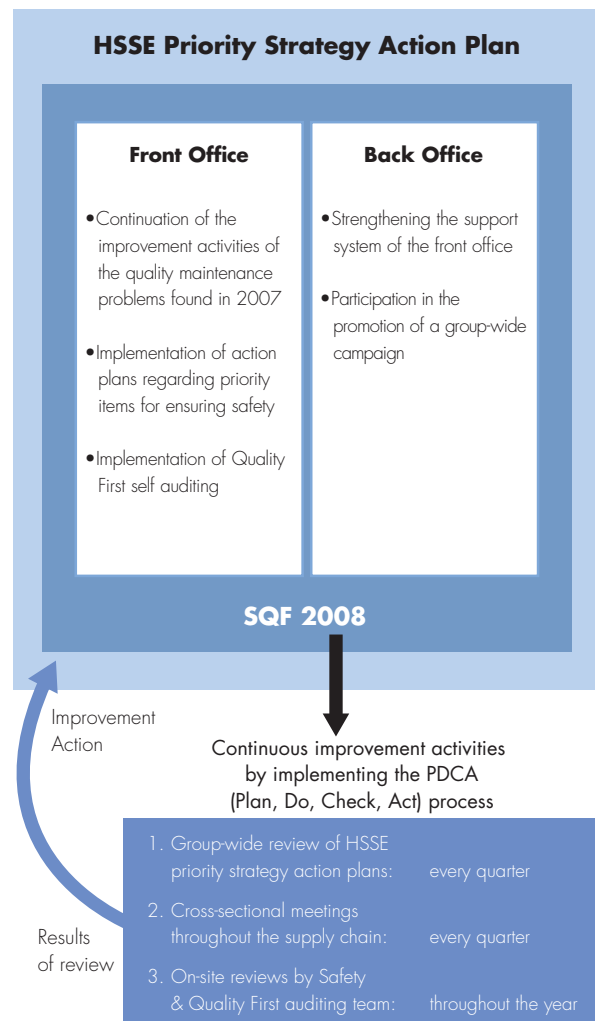 HSSE Priority Strategy Action Plan
Front Office
•Continuation of the
improvement activities of
the quality maintenance
problems found in 2007
•Implementation of action
plans regarding priority
items for ensuring safety
•Implementation of Quality
First self auditing
Back Office
•Strengthening the support
system of the front office
•Participation in the
promotion of a group-wide
campaign
SQF 2008
Improvement
Action
Continuous improvement activities
by implementing the PDCA
(Plan, Do, Check, Act) process
1. Group-wide review of HSSE
priority strategy action plans: every quarter
2. Cross-sectional meetings
throughout the supply chain: every quarter
3. On-site reviews by Safety
& Quality First auditing team: throughout the year
Results
of review